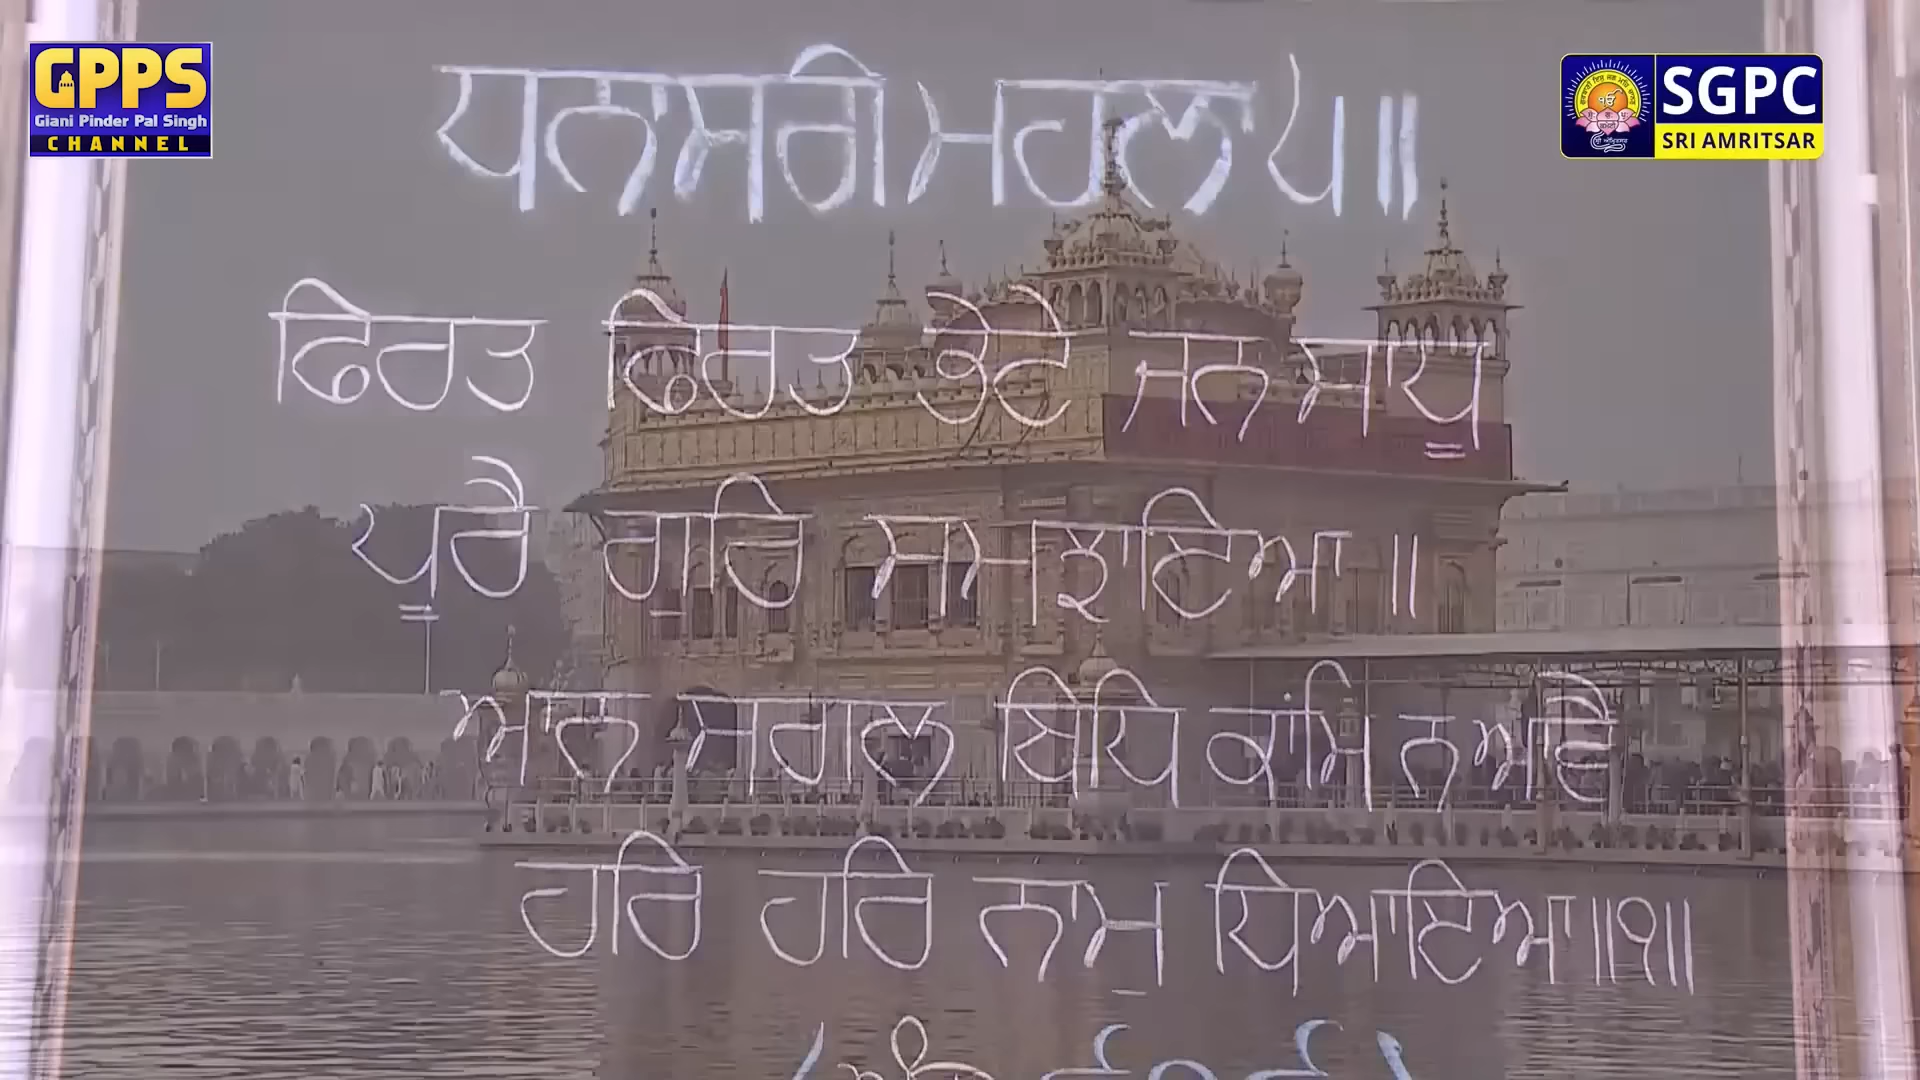 GPPS
Giani Pinder Pal Singh
CHANNEL
SGPC
SRI AMRITSAR
ਧਨਾਸਰੀ ਮਹਲਾ ੫ ॥
ਫਿਰਤ ਫਿਰਤ ਭੇਟੇ ਜਨ ਸਾਧੂ
ਪੂਰੈ ਗੁਰਿ ਸਮਝਾਇਆ ॥
ਆਨ ਸਗਲ ਬਿਧਿ ਕਾਂਮਿ ਨ ਆਵੈ
ਹਰਿ ਹਰਿ ਨਾਮੁ ਧਿਆਇਆ ॥੧॥